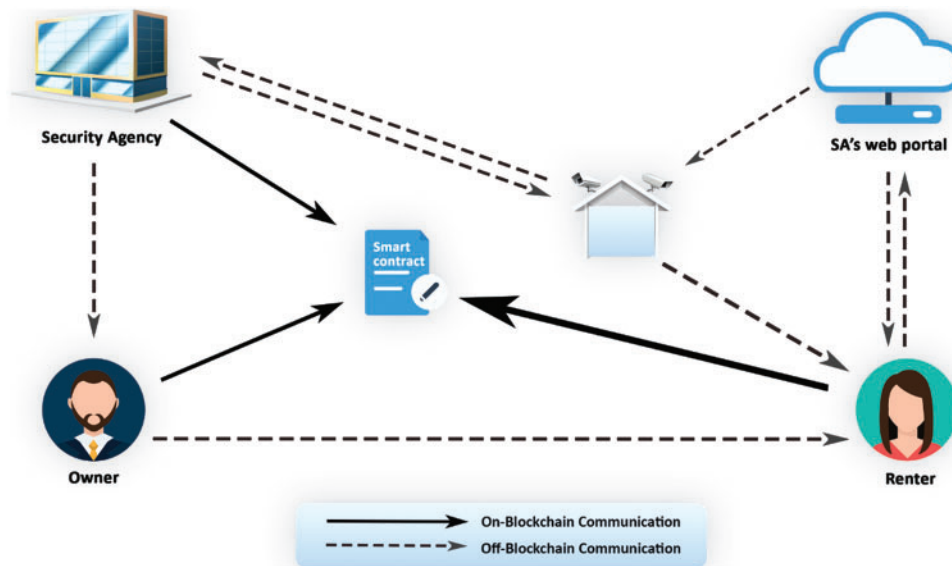 Security Agency
SA's web portal
Smart
contract
Owner
Renter
On-Blockchain Communication
Off-Blockchain Communication